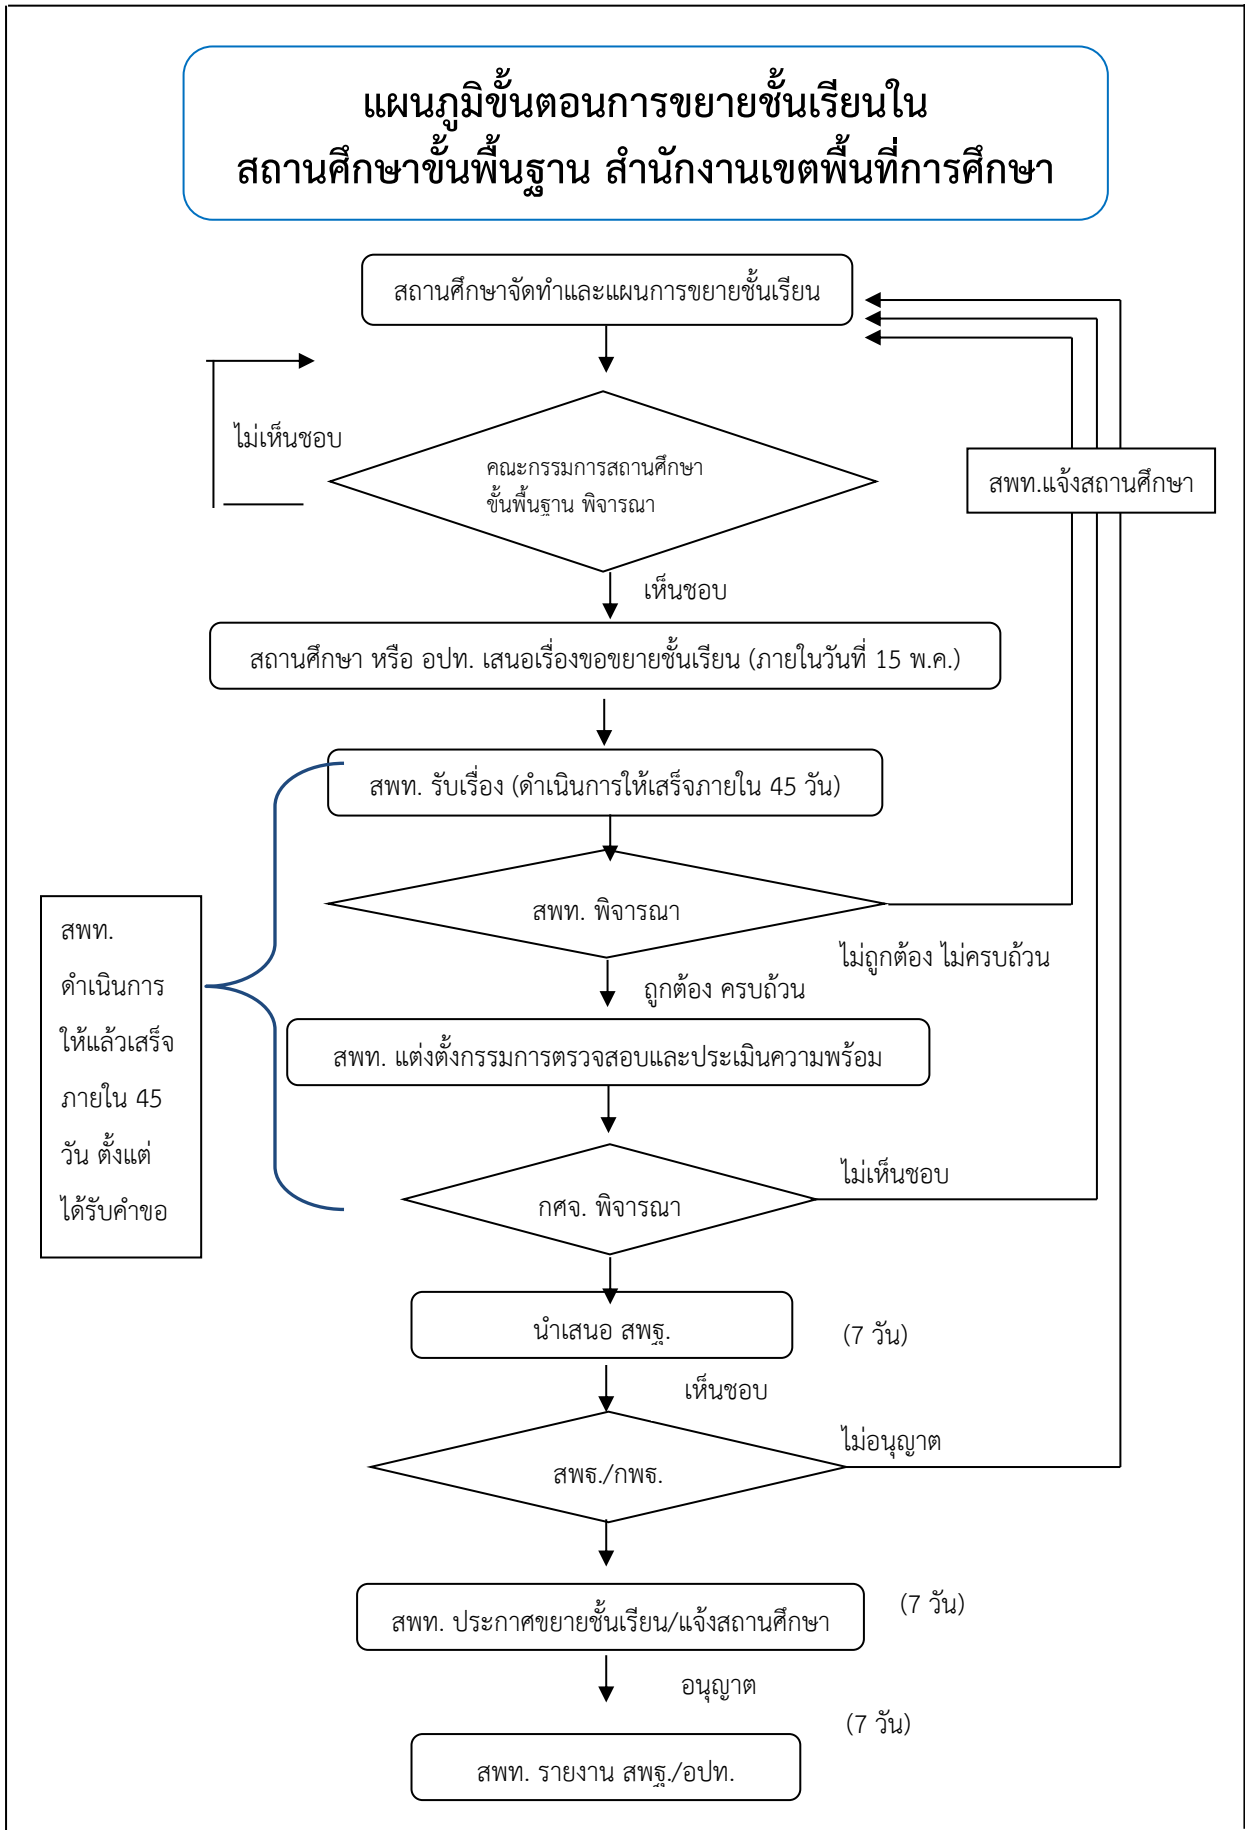 แผนภูมิขั้นตอนการขยายชั้นเรียนใน
สถานศึกษาขั้นพื้นฐาน สำนักงานเขตพื้นที่การศึกษา
สถานศึกษาจัดทำและแผนการขยายชั้นเรียน
ไม่เห็นชอบ
คณะกรรมการสถานศึกษา
ขั้นพื้นฐาน พิจารณา
สพท.แจ้งสถานศึกษา
เห็นชอบ
สถานศึกษา หรือ อปท. เสนอเรื่องขอขยายชั้นเรียน (ภายในวันที่ 15 พ.ค.)
สพท. รับเรื่อง (ดำเนินการให้เสร็จภายใน 45 วัน)
สพท. พิจารณา
ไม่ถูกต้อง ไม่ครบถ้วน
ถูกต้อง ครบถ้วน
สพท.
ดำเนินการ
ให้แล้วเสร็จ
ภายใน 45
วัน ตั้งแต่
ได้รับคำขอ
สพท. แต่งตั้งกรรมการตรวจสอบและประเมินความพร้อม
ไม่เห็นชอบ
กศจ. พิจารณา
นำเสนอ สพฐ.
(7 วัน)
เห็นชอบ
ไม่อนุญาต
สพฐ./กพฐ.
(7 วัน)
สพท. ประกาศขยายชั้นเรียน/แจ้งสถานศึกษา
อนุญาต
(7 วัน)
สพท. รายงาน สพฐ./อปท.